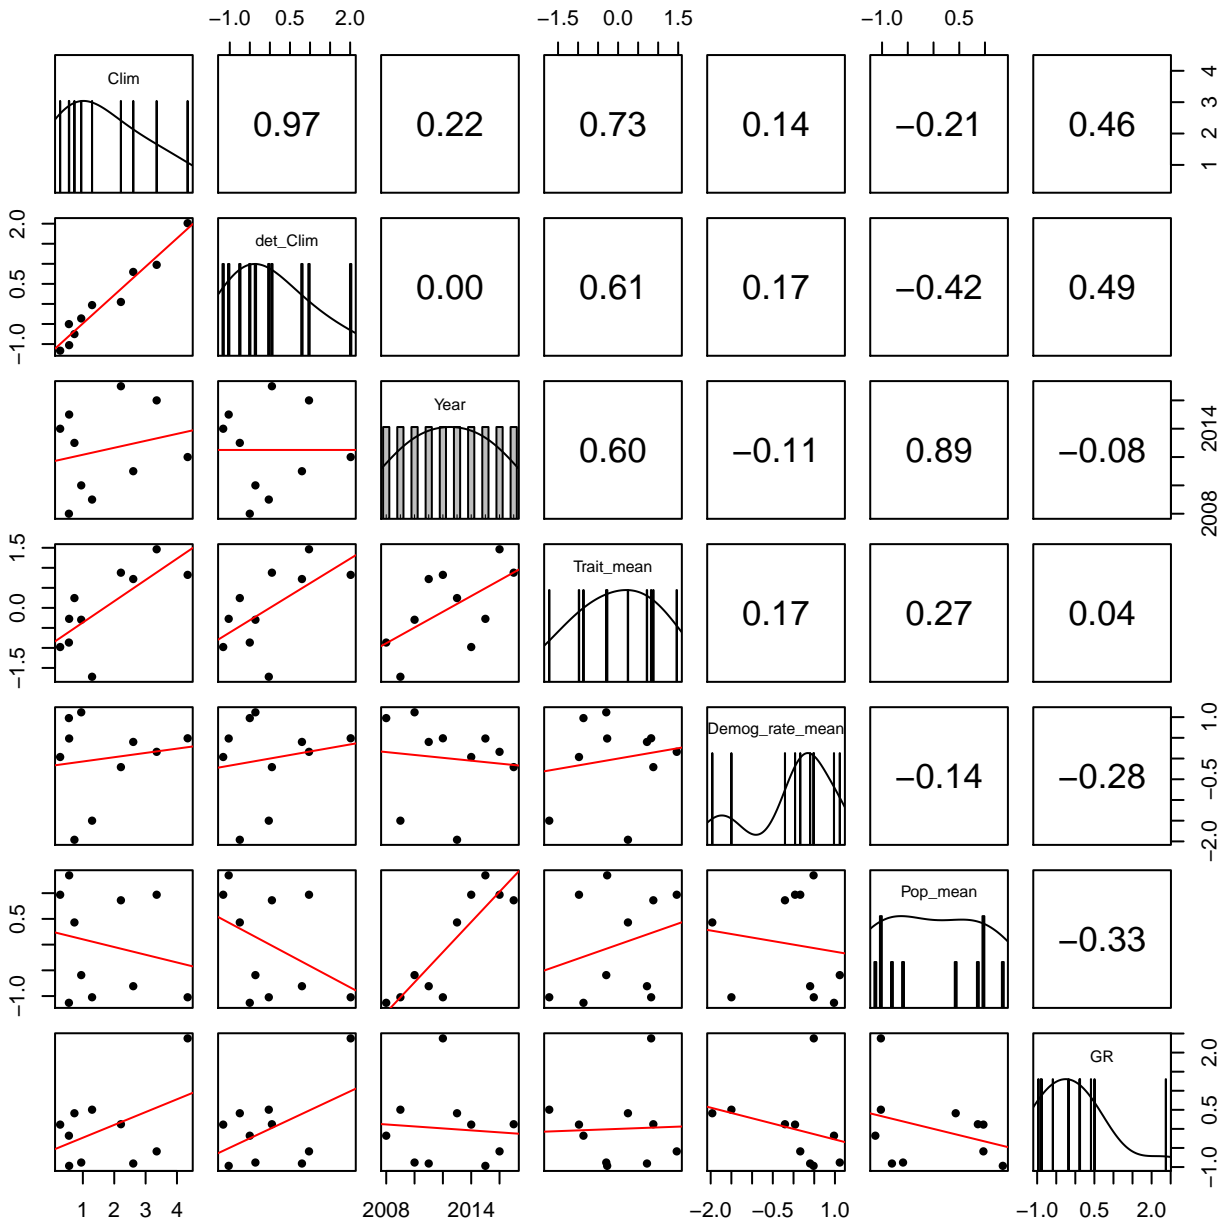 −1.0 0.5 2.0 −1.5 0.0 1.5 −1.0 0.5
Clim 0.97 0.22 0.73 0.14 −0.21 0.46 1 2 3 4
−1.0 0.5 2.0 det_Clim 0.00 0.61 0.17 −0.42 0.49
Year 0.60 −0.11 0.89 −0.08 2008 2014
−1.5 0.0 1.5 Trait_mean 0.17 0.27 0.04
Demog_rate_mean −0.14 −0.28 −2.0 −0.5 1.0
−1.0 0.5 Pop_mean −0.33
GR −1.0 0.5 2.0
1 2 3 4 2008 2014 −2.0 −0.5 1.0 −1.0 0.5 2.0